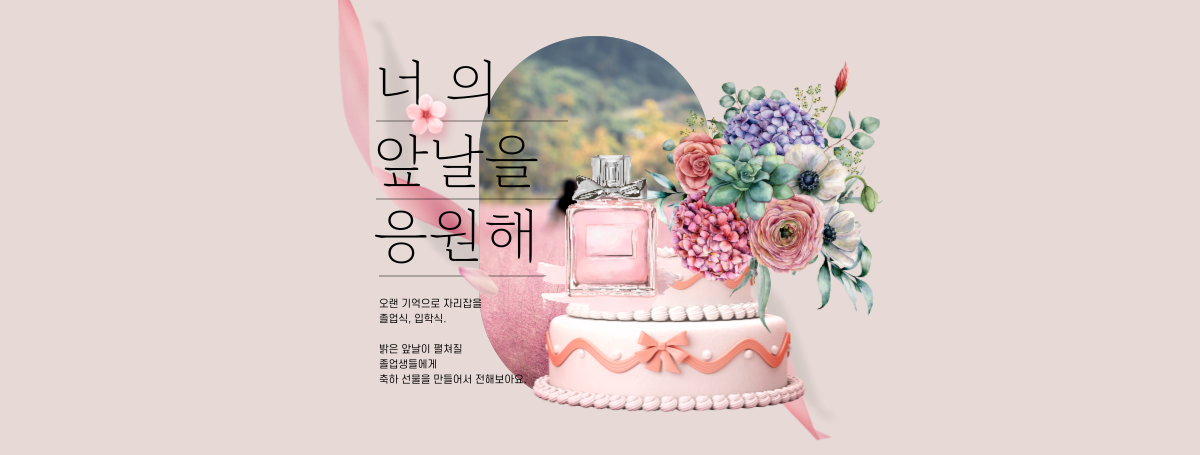 너 의
앞날을
응원해
오랜 기억으로 자리잡을
졸업식, 입학식.
밝은 앞날이 펼쳐질
졸업생들에게
축하 선물을 만들어서 전해보아요.